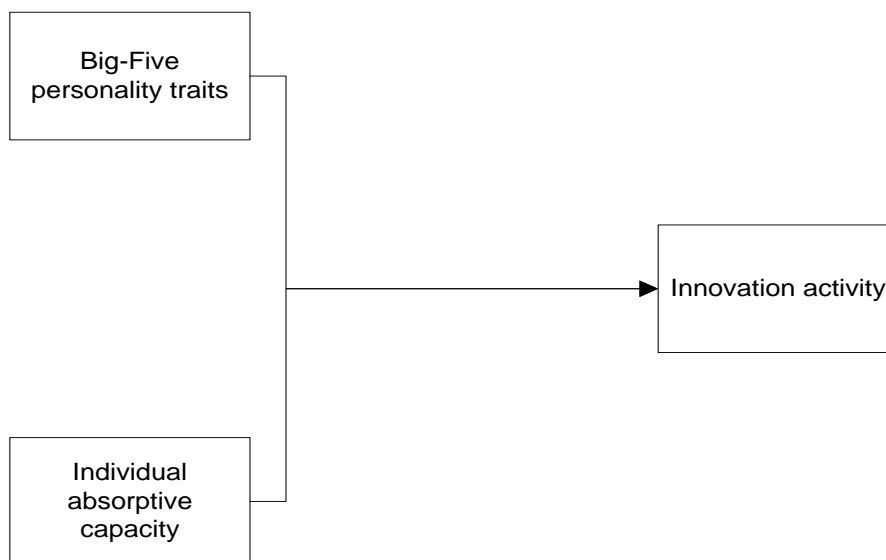 Big-Five
personality traits
Innovation activity
Individual
absorptive
capacity